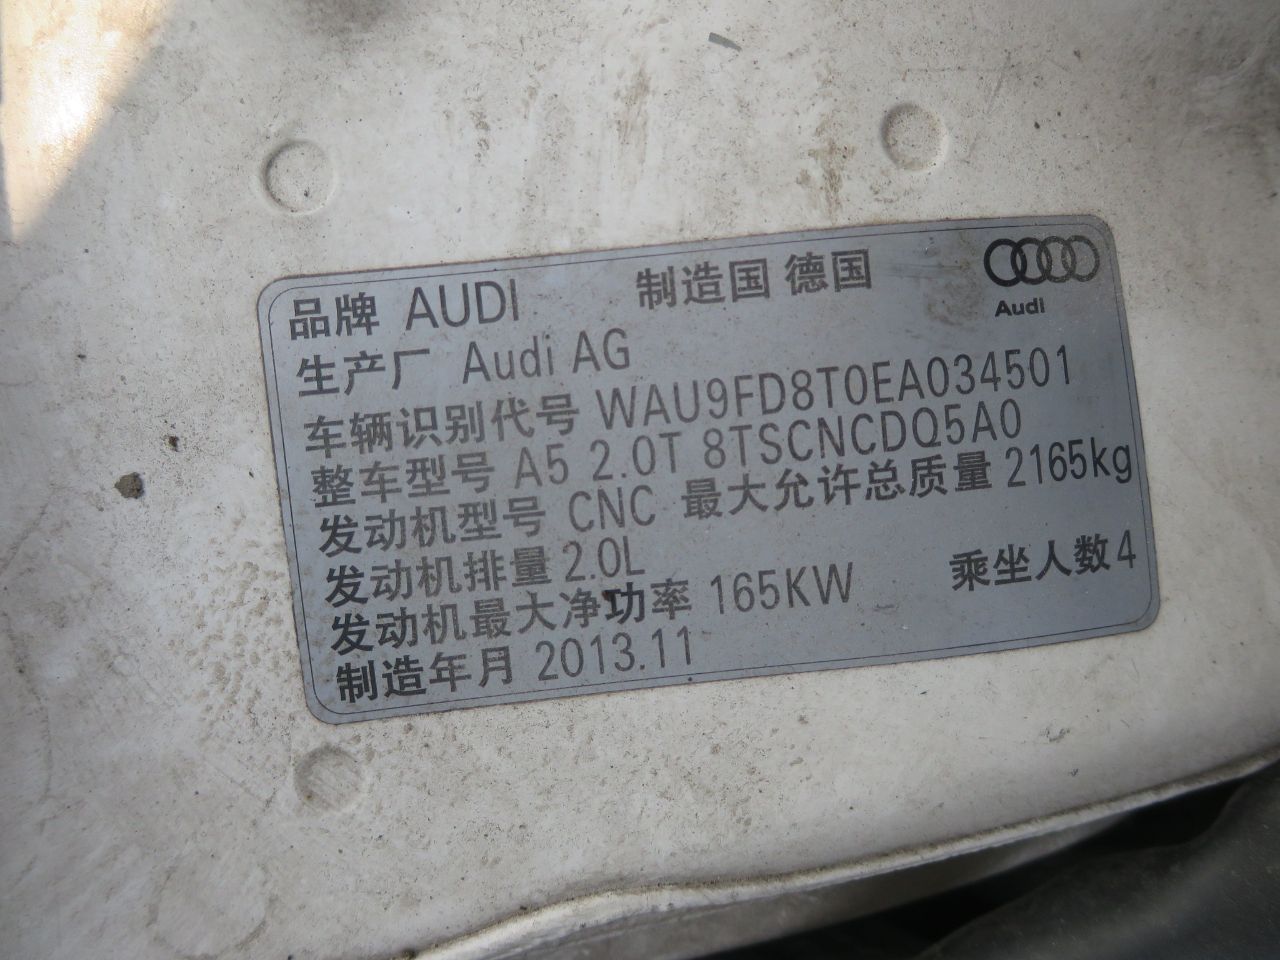 品牌 AUDI 制造国 德国
Audi
生产厂 Audi AG
车辆识别代号 WAU9FD8T0EA034501
整车型号 A5 2.0T 8TSCNCDQ5A0
发动机型号 CNC 最大允许总质量 2165kg
发动机排量 2.0L
发动机最大净功率 165KW 乘坐人数4
制造年月 2013.11